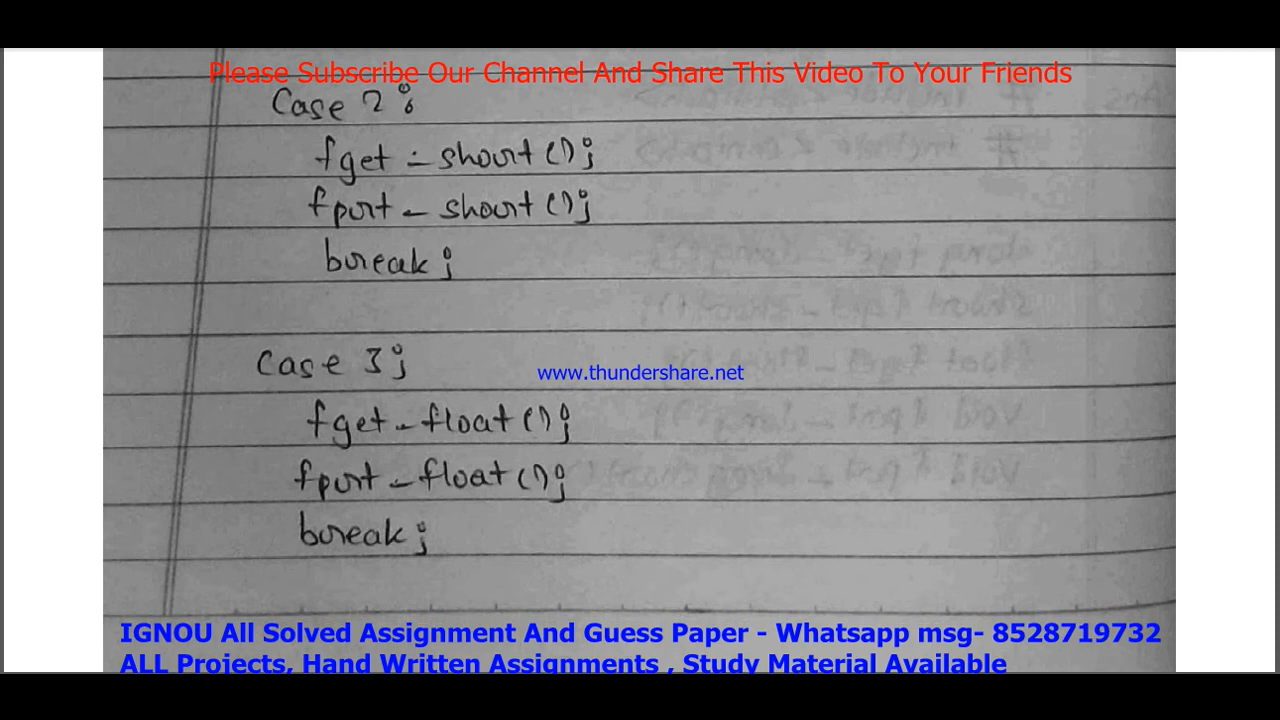 Please Subscribe Our Channel And Share This Video To Your Friends
Case 2:
fget - short();
fput - short();
break;
Case 3;
www.thundershare.net
fget - float();
fput - float();
break;
IGNOU All Solved Assignment And Guess Paper - Whatsapp msg- 8528719732
ALL Projects, Hand Written Assignments , Study Material Available